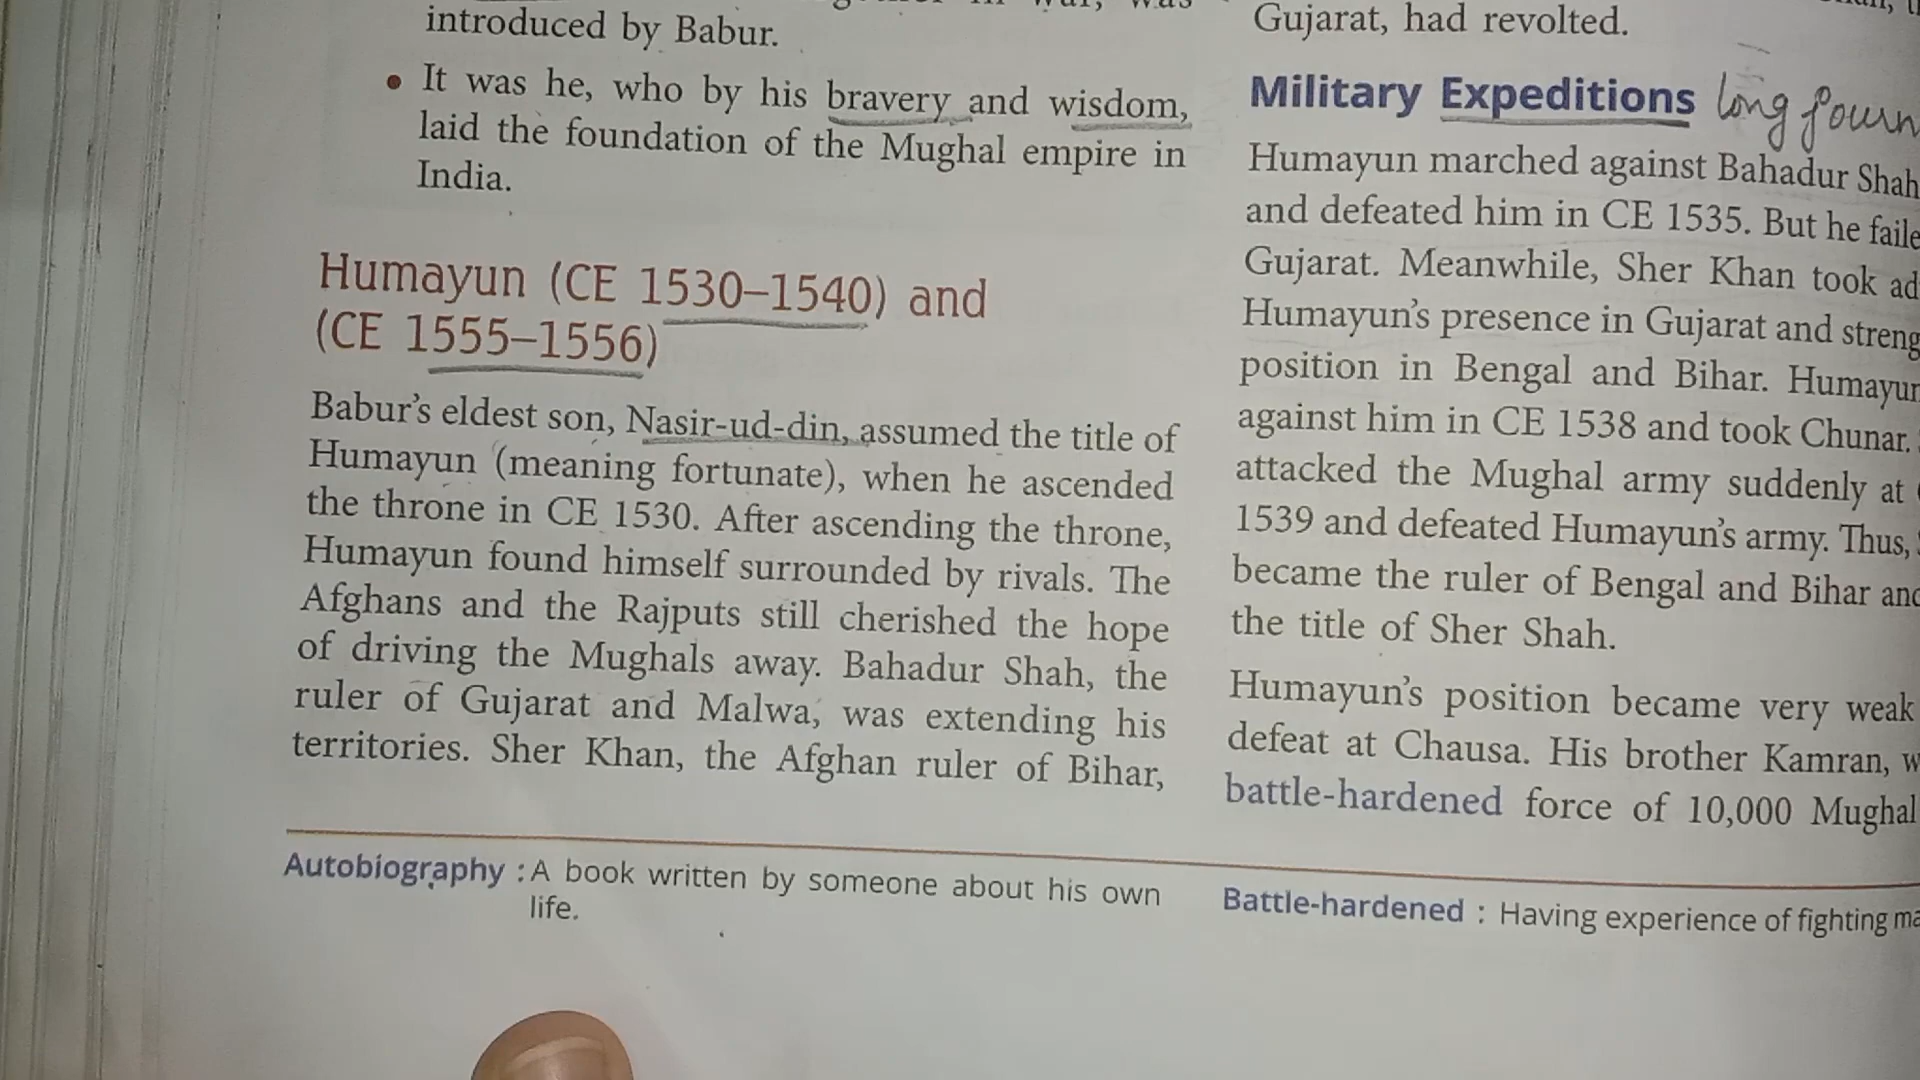 introduced by Babur.
• It was he, who by his bravery and wisdom,
laid the foundation of the Mughal empire in
India.
Humayun (CE 1530–1540) and
(CE 1555–1556)
Babur's eldest son, Nasir-ud-din, assumed the title of
Humayun (meaning fortunate), when he ascended
the throne in CE 1530. After ascending the throne,
Humayun found himself surrounded by rivals. The
Afghans and the Rajputs still cherished the hope
of driving the Mughals away. Bahadur Shah, the
ruler of Gujarat and Malwa, was extending his
territories. Sher Khan, the Afghan ruler of Bihar,
Autobiography : A book written by someone about his own
life.
Gujarat, had revolted.
Military Expeditions long
Humayun marched against Bahadur Shah
and defeated him in CE 1535. But he
Gujarat. Meanwhile, Sher Khan took
Humayun's presence in Gujarat and
position in Bengal and Bihar.
against him in CE 1538 and took Chunar.
attacked the Mughal army suddenly at
1539 and defeated Humayun's army. Thus,
became the ruler of Bengal and Bihar
the title of Sher Shah.
Humayun's position became very weak
defeat at Chausa. His brother Kamran,
battle-hardened force of 10,000 Mughal
Battle-hardened : Having experience of fighting